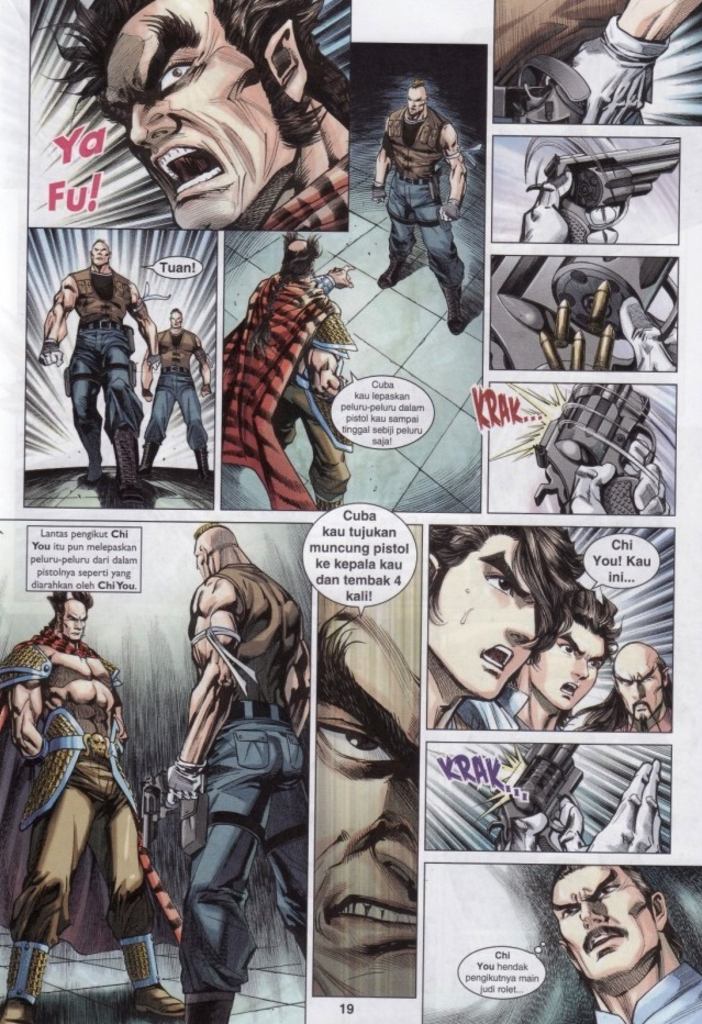 Ya
Fu!
Tuan!
Cuba
kau lepaskan
peluru-peluru dalam
pistol kau sampai
tinggal sebiji peluru
saja!
KRAK...
Lantas pengikut Chi
You itu pun melepaskan
peluru-peluru dari dalam
pistolnya seperti yang
diarahkan oleh Chi You.
Cuba
kau tujukan
muncung pistol
ke kepala kau
dan tembak 4
kali!
Chi
You! Kau
ini...
KRAK...
Chi
You hendak
pengikutnya main
judi rolet...
19